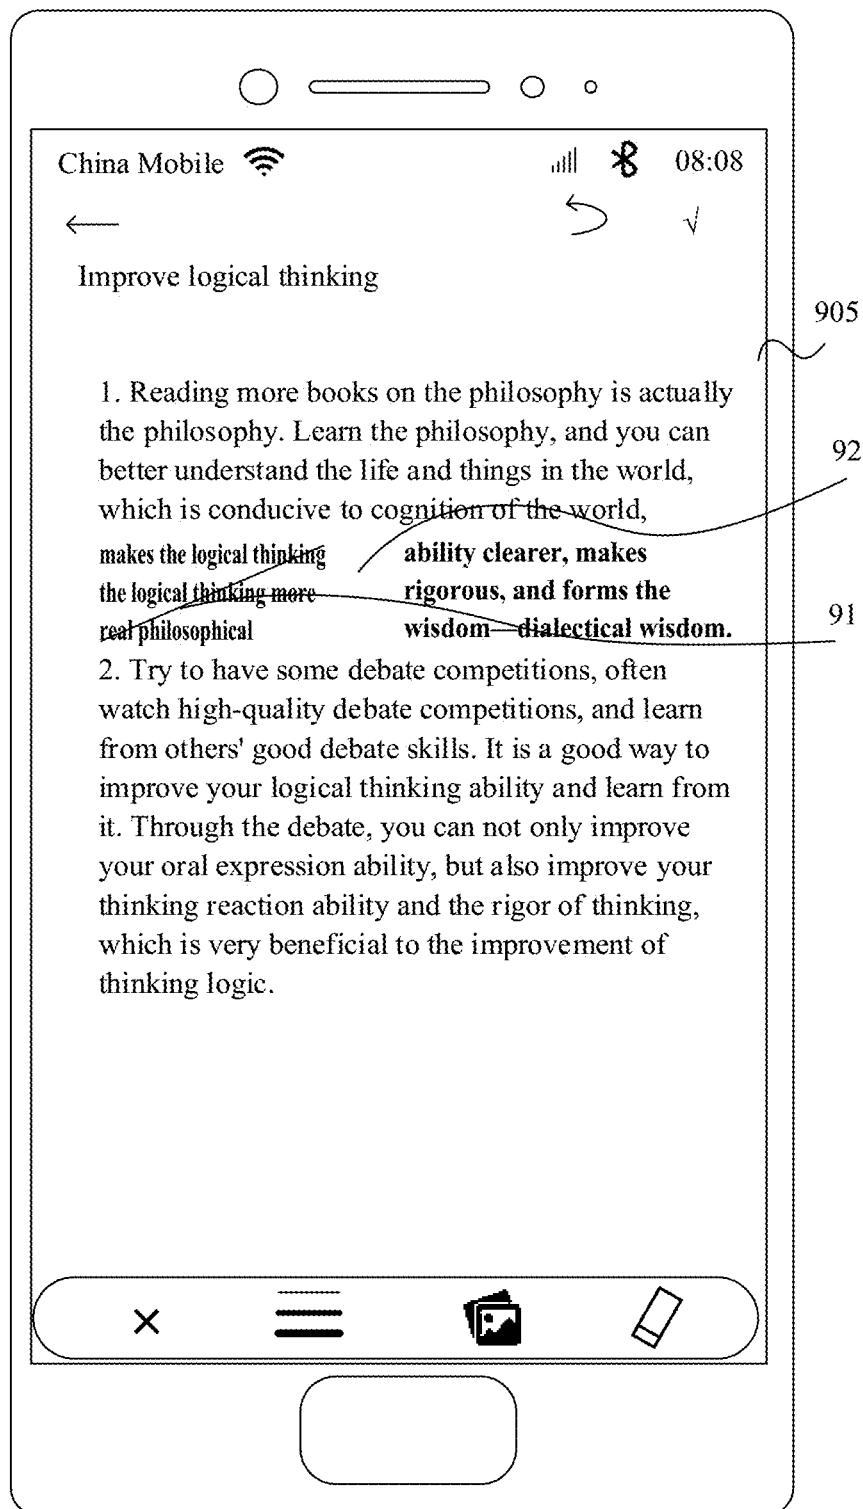 China Mobile 08:08
√
Improve logical thinking
905
1. Reading more books on the philosophy is actually
the philosophy. Learn the philosophy, and you can
better understand the life and things in the world,
92
which is conducive to cognition of the world,
makes the logical thinking ability clearer, makes
the logical thinking more rigorous, and forms the
real philosophical wisdom—dialectical wisdom.
91
2. Try to have some debate competitions, often
watch high-quality debate competitions, and learn
from others' good debate skills. It is a good way to
improve your logical thinking ability and learn from
it. Through the debate, you can not only improve
your oral expression ability, but also improve your
thinking reaction ability and the rigor of thinking,
which is very beneficial to the improvement of
thinking logic.